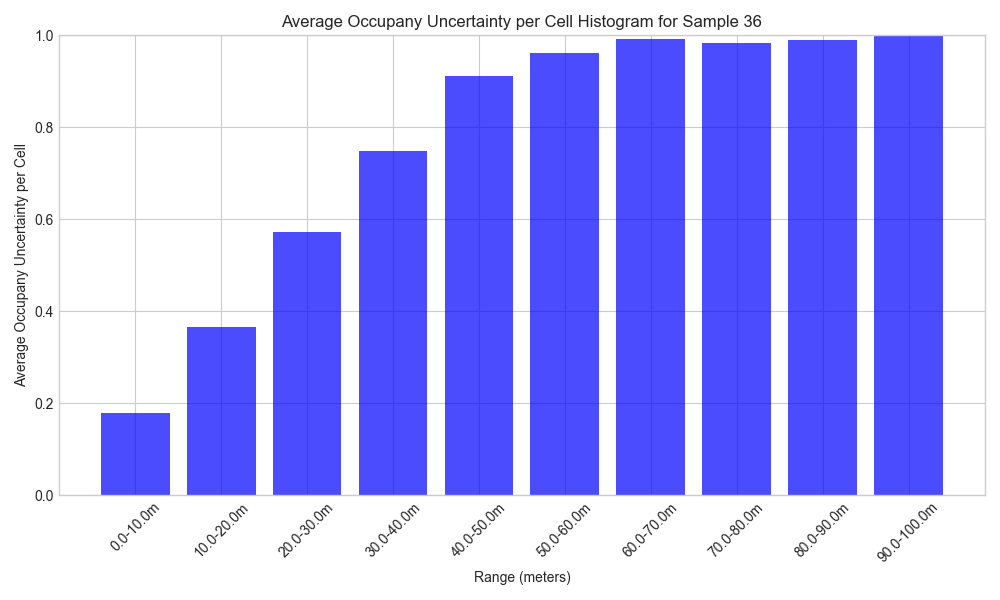 Average Occupany Uncertainty per Cell Histogram for Sample 36
Average Occupany Uncertainty per Cell
1.0
0.8
0.6
0.4
0.2
0.0
0.0-10.0m
10.0-20.0m
20.0-30.0m
30.0-40.0m
40.0-50.0m
50.0-60.0m
60.0-70.0m
70.0-80.0m
80.0-90.0m
90.0-100.0m
Range (meters)